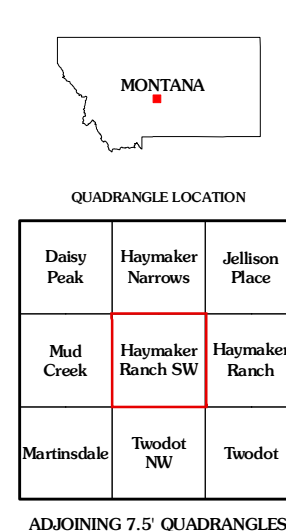 MONTANA
QUADRANGLE LOCATION
Daisy Peak
Haymaker Narrows
Jellison Place
Mud Creek
Haymaker Ranch SW
Haymaker Ranch
Martinsdale
Twodot NW
Twodot
ADJOINING 7.5' QUADRANGLES